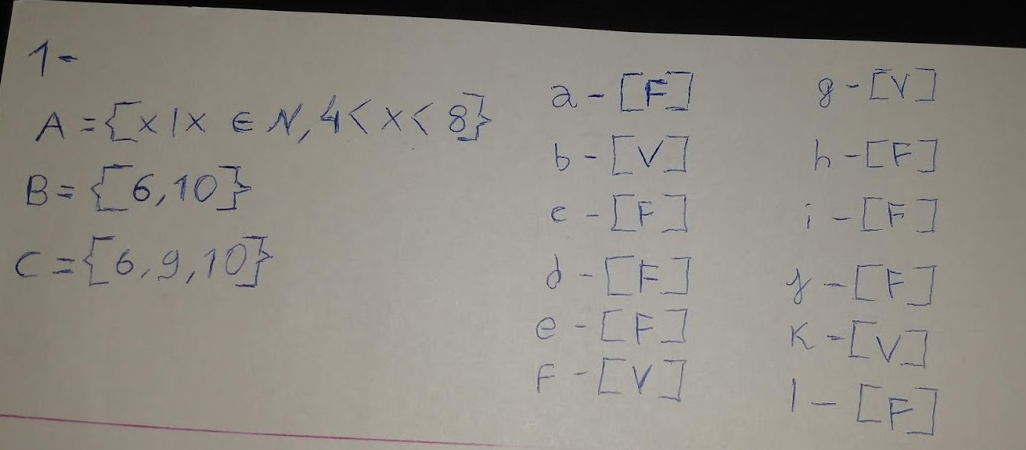 1-
A = {x | x ∈ N, 4 < x < 8}
B = {6, 10}
C = {6, 9, 10}
a - [F]
b - [V]
c - [F]
d - [F]
e - [F]
F - [V]
g - [V]
h - [F]
i - [F]
j - [F]
K - [V]
l - [F]